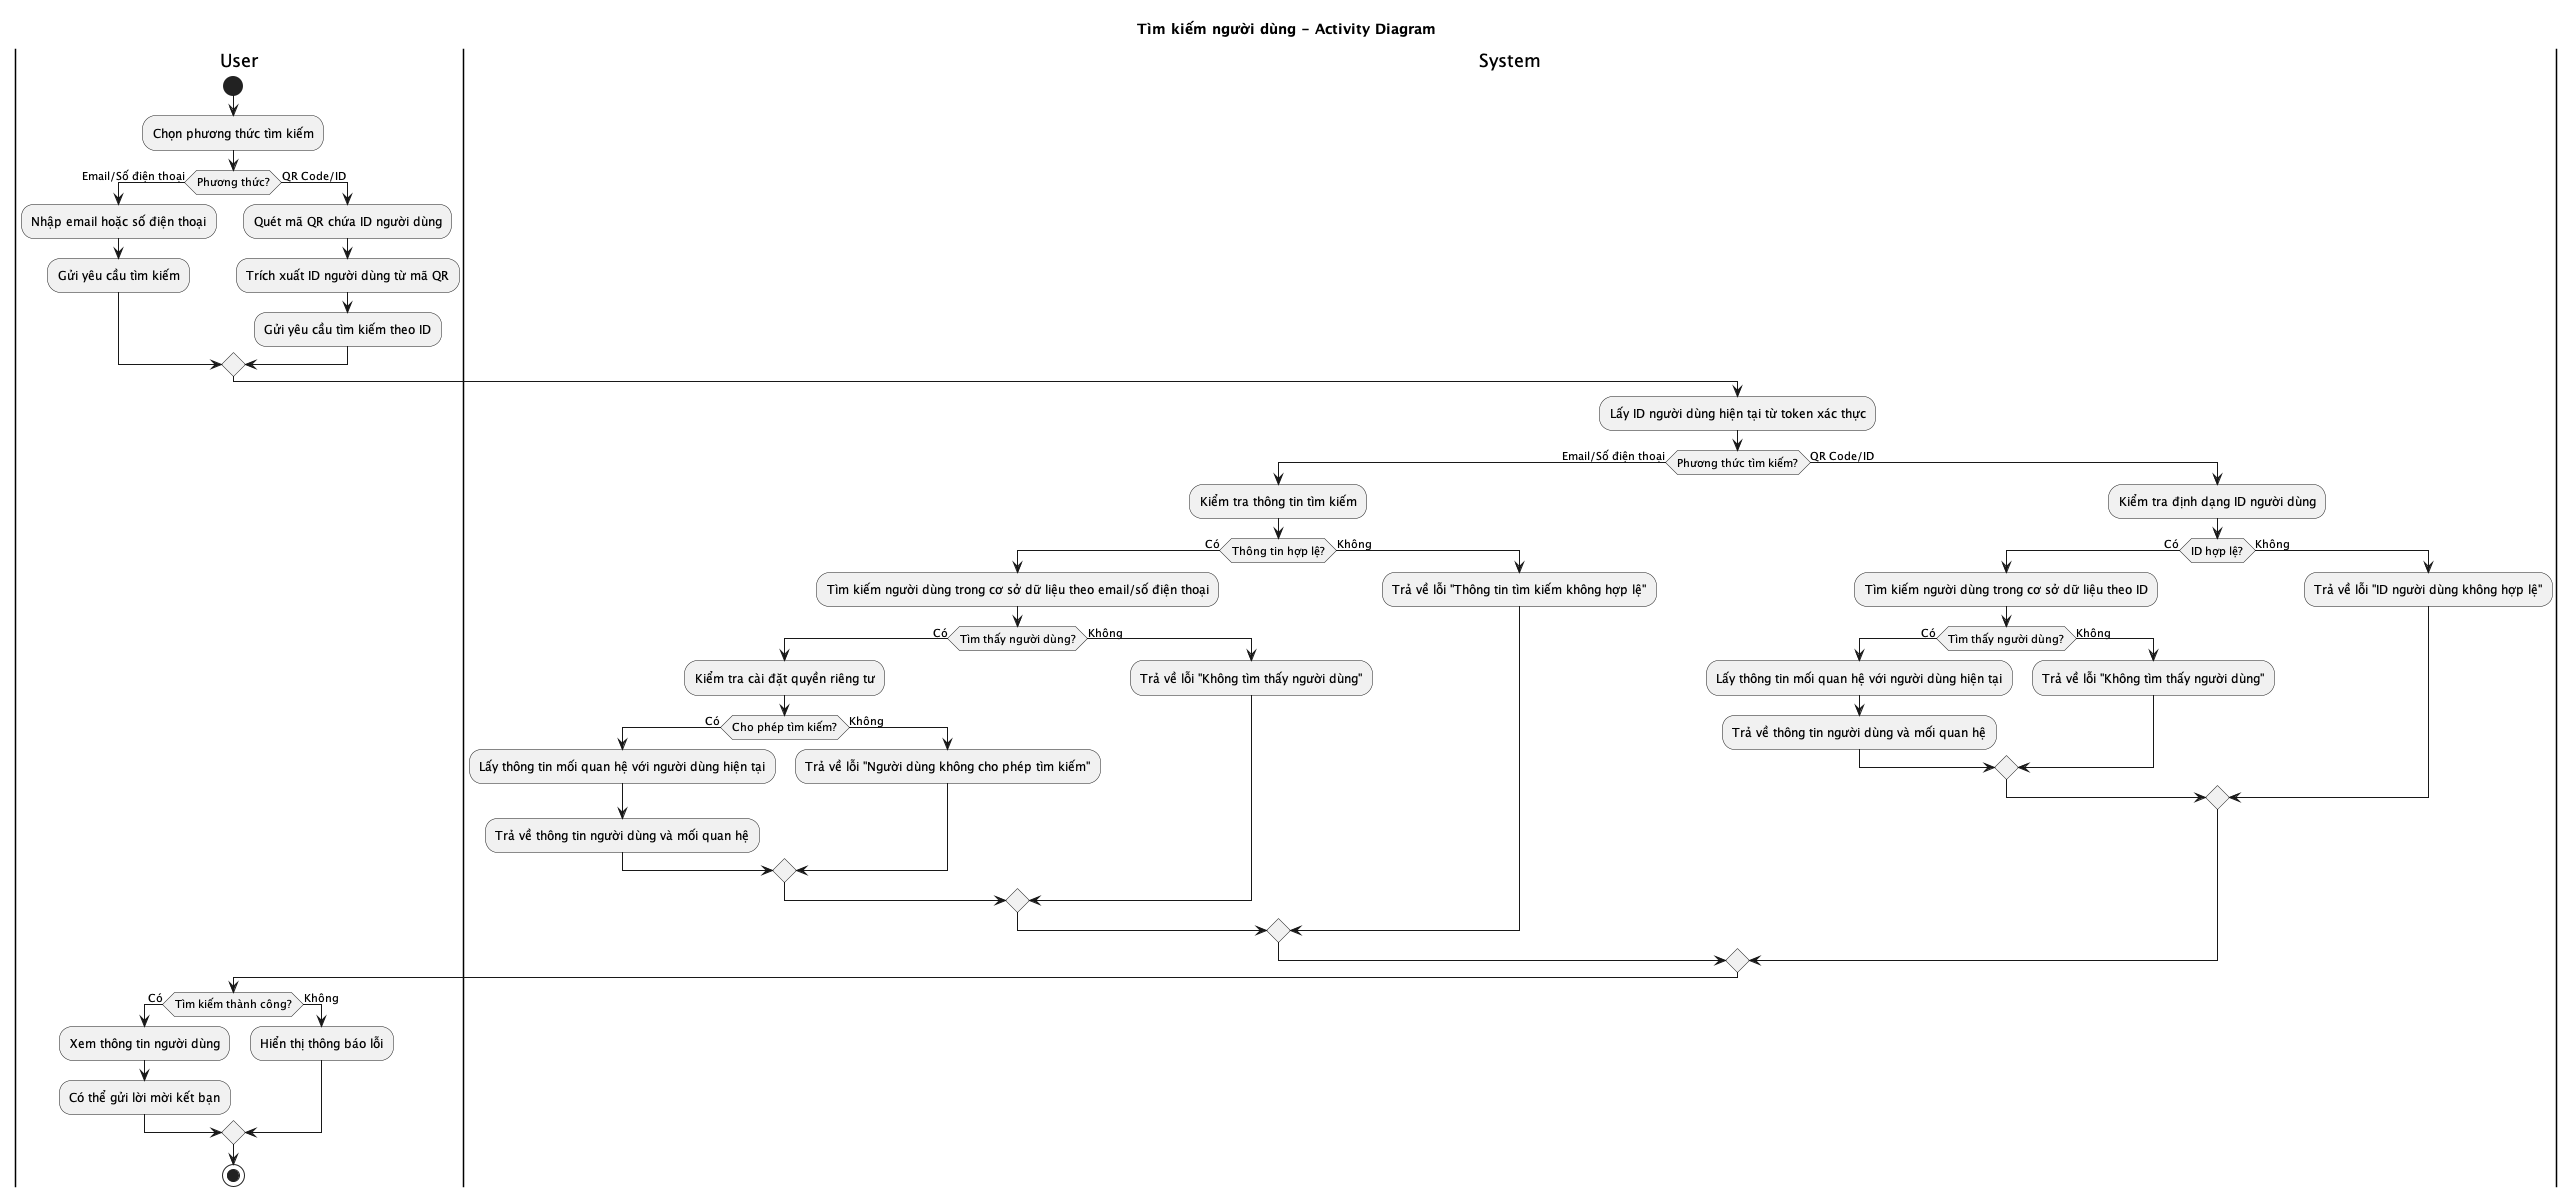 Tìm kiếm người dùng - Activity Diagram
User
System
Chọn phương thức tìm kiếm
Email/Số điện thoại
Phương thức?
QR Code/ID
Nhập email hoặc số điện thoại
Quét mã QR chứa ID người dùng
Gửi yêu cầu tìm kiếm
Trích xuất ID người dùng từ mã QR
Gửi yêu cầu tìm kiếm theo ID
Lấy ID người dùng hiện tại từ token xác thực
Email/Số điện thoại
Phương thức tìm kiếm?
QR Code/ID
Kiểm tra thông tin tìm kiếm
Kiểm tra định dạng ID người dùng
Có
Thông tin hợp lệ?
Không
Có
ID hợp lệ?
Không
Tìm kiếm người dùng trong cơ sở dữ liệu theo email/số điện thoại
Trả về lỗi "Thông tin tìm kiếm không hợp lệ"
Tìm kiếm người dùng trong cơ sở dữ liệu theo ID
Trả về lỗi "ID người dùng không hợp lệ"
Có
Tìm thấy người dùng?
Không
Có
Tìm thấy người dùng?
Không
Kiểm tra cài đặt quyền riêng tư
Trả về lỗi "Không tìm thấy người dùng"
Lấy thông tin mối quan hệ với người dùng hiện tại
Trả về lỗi "Không tìm thấy người dùng"
Có
Cho phép tìm kiếm?
Không
Trả về thông tin người dùng và mối quan hệ
Lấy thông tin mối quan hệ với người dùng hiện tại
Trả về lỗi "Người dùng không cho phép tìm kiếm"
Trả về thông tin người dùng và mối quan hệ
Có
Tìm kiếm thành công?
Không
Xem thông tin người dùng
Hiển thị thông báo lỗi
Có thể gửi lời mời kết bạn